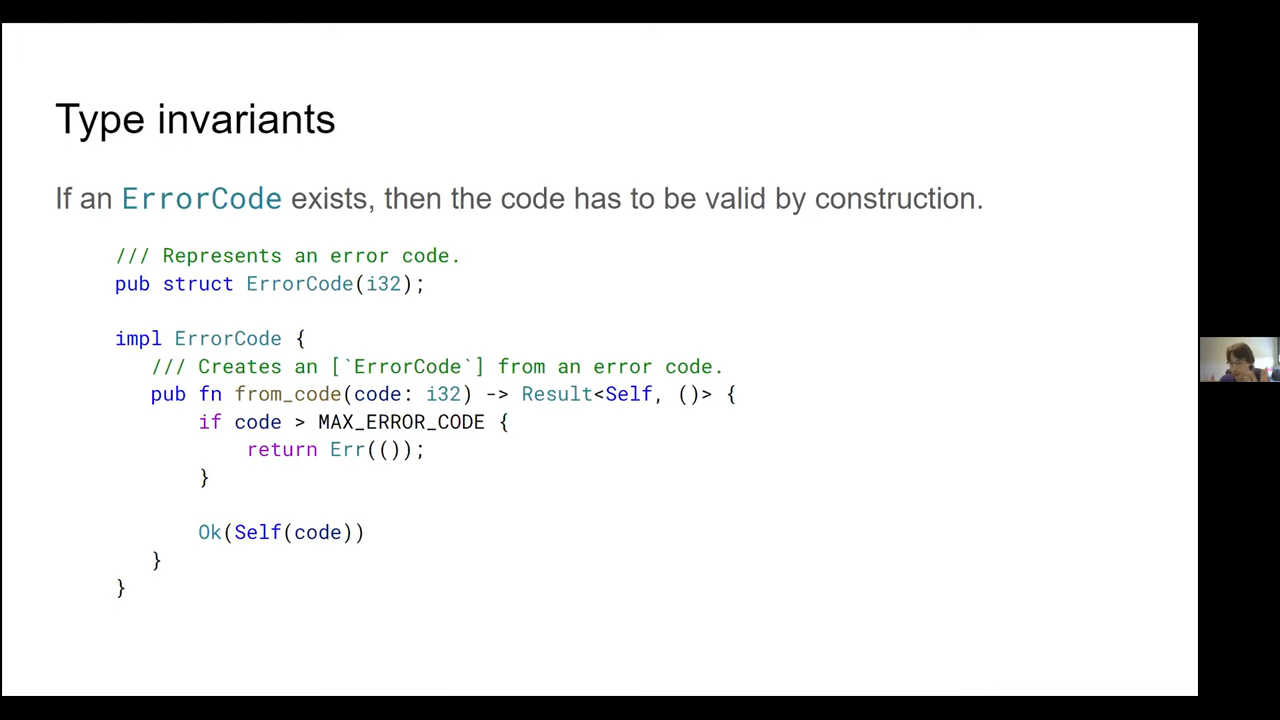 Type invariants
If an ErrorCode exists, then the code has to be valid by construction.
/// Represents an error code.
pub struct ErrorCode(i32);
impl ErrorCode {
/// Creates an [`ErrorCode`] from an error code.
pub fn from_code(code: i32) -> Result<Self, ()> {
if code > MAX_ERROR_CODE {
return Err(());
}
Ok(Self(code))
}
}